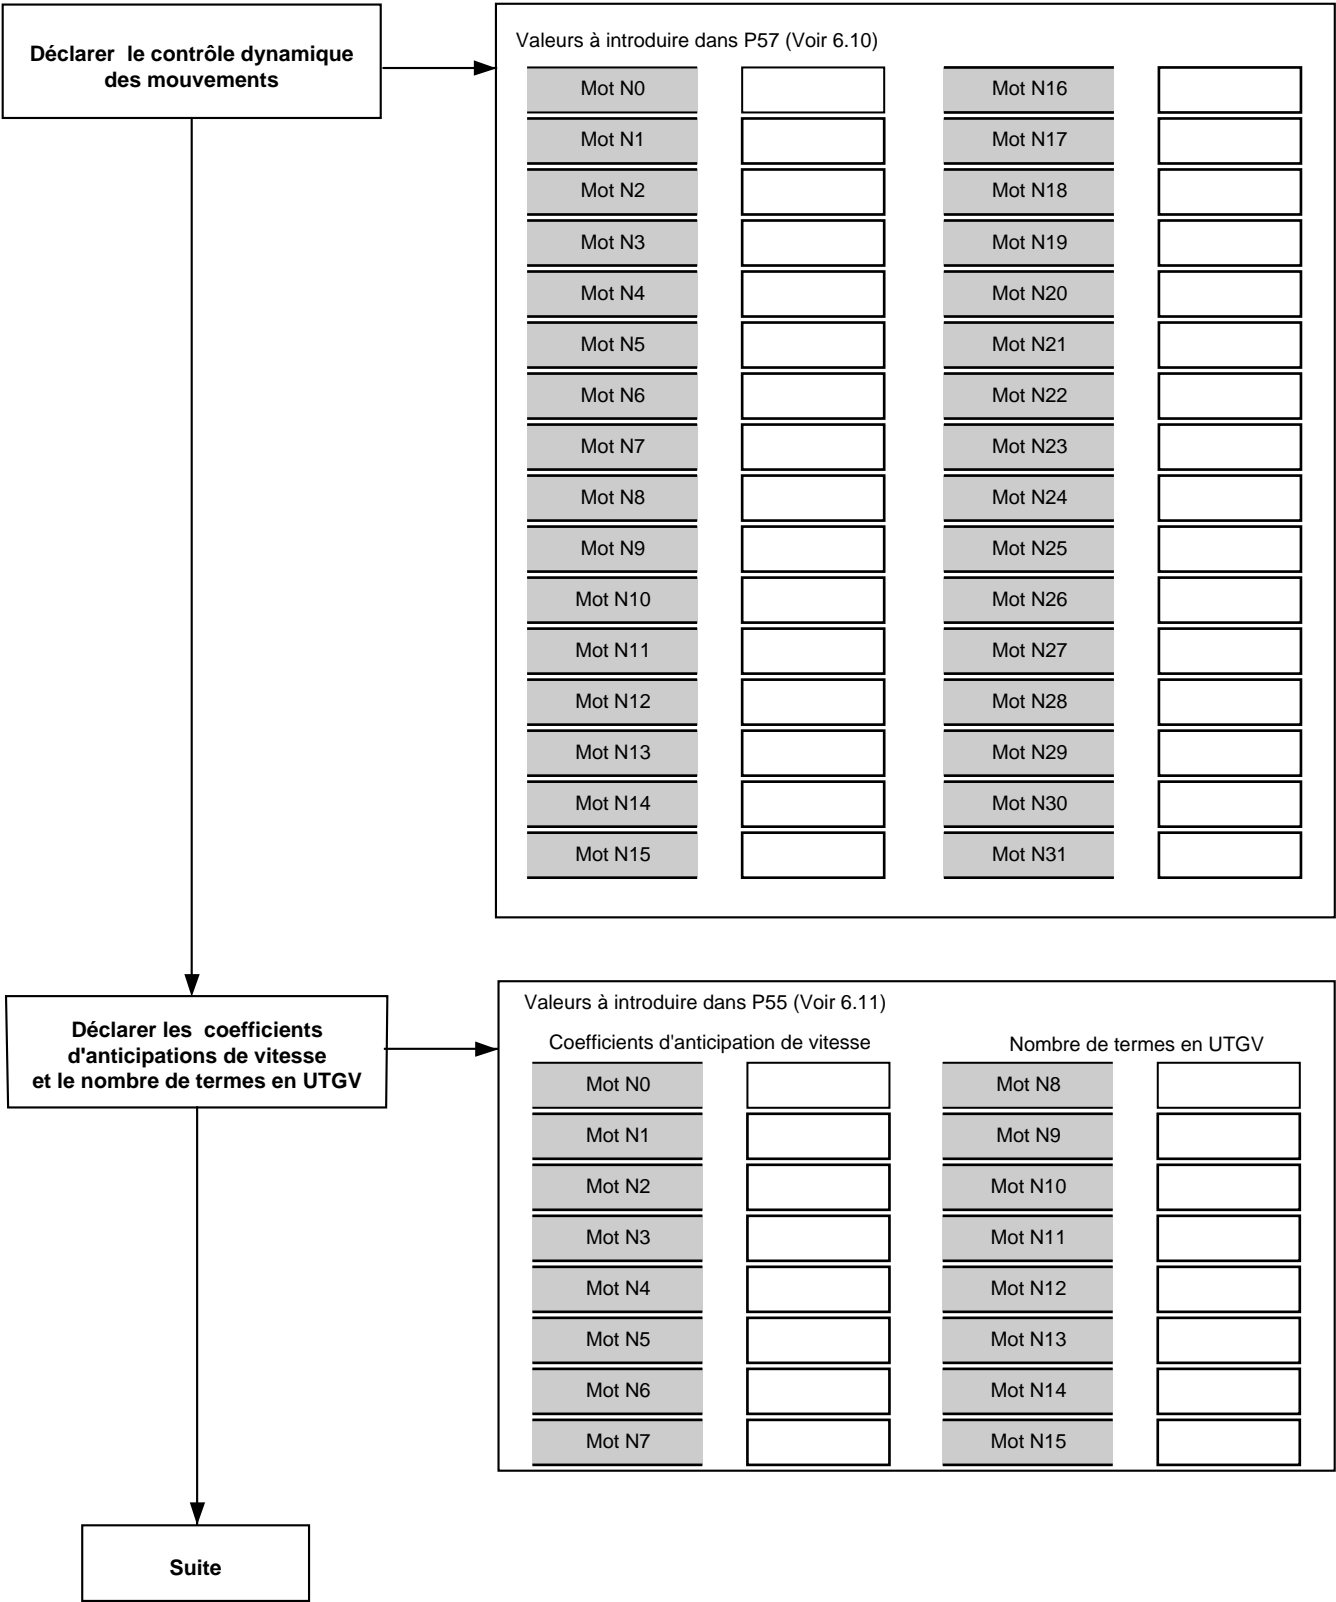 Déclarer le contrôle dynamique
des mouvements
Valeurs à introduire dans P57 (Voir 6.10)
Mot N0 Mot N16
Mot N1 Mot N17
Mot N2 Mot N18
Mot N3 Mot N19
Mot N4 Mot N20
Mot N5 Mot N21
Mot N6 Mot N22
Mot N7 Mot N23
Mot N8 Mot N24
Mot N9 Mot N25
Mot N10 Mot N26
Mot N11 Mot N27
Mot N12 Mot N28
Mot N13 Mot N29
Mot N14 Mot N30
Mot N15 Mot N31
Déclarer les coefficients
d'anticipations de vitesse
et le nombre de termes en UTGV
Valeurs à introduire dans P55 (Voir 6.11)
Coefficients d'anticipation de vitesse Nombre de termes en UTGV
Mot N0 Mot N8
Mot N1 Mot N9
Mot N2 Mot N10
Mot N3 Mot N11
Mot N4 Mot N12
Mot N5 Mot N13
Mot N6 Mot N14
Mot N7 Mot N15
Suite